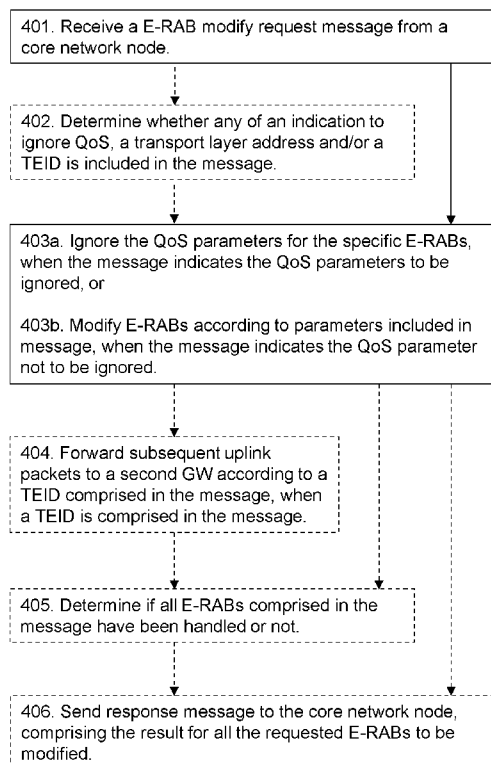 401. Receive a E-RAB modify request message from a
core network node.
402. Determine whether any of an indication to
ignore QoS, a transport layer address and/or a
TEID is included in the message.
403a. Ignore the QoS parameters for the specific E-RABs,
when the message indicates the QoS parameters to be
ignored, or
403b. Modify E-RABs according to parameters included in
message, when the message indicates the QoS parameter
not to be ignored.
404. Forward subsequent uplink
packets to a second GW according to a
TEID comprised in the message, when
a TEID is comprised in the message.
405. Determine if all E-RABs comprised in the
message have been handled or not.
406. Send response message to the core network node,
comprising the result for all the requested E-RABs to be
modified.